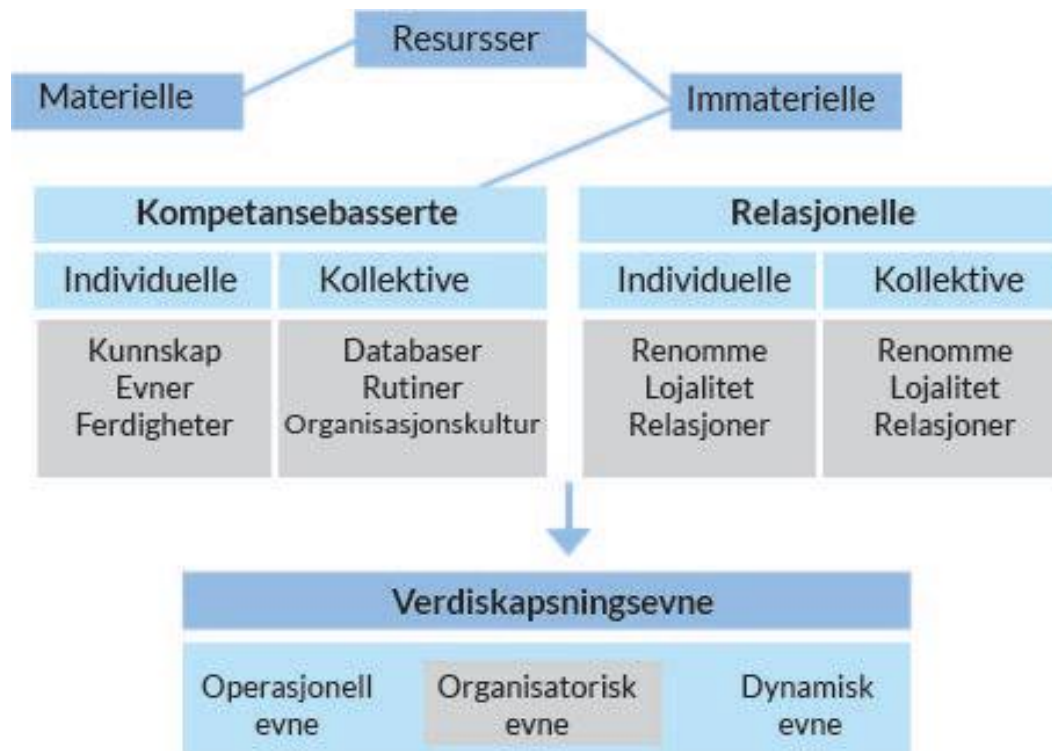 Resursser
Materielle
Immaterielle
Kompetansebasserte
Relasjonelle
Individuelle
Kollektive
Individuelle
Kollektive
Kunnskap
Evner
Ferdigheter
Databaser
Rutiner
Organisasjonskultur
Renomme
Lojalitet
Relasjoner
Renomme
Lojalitet
Relasjoner
Verdiskapsningsevne
Operasjonell
evne
Organisatorisk
evne
Dynamisk
evne